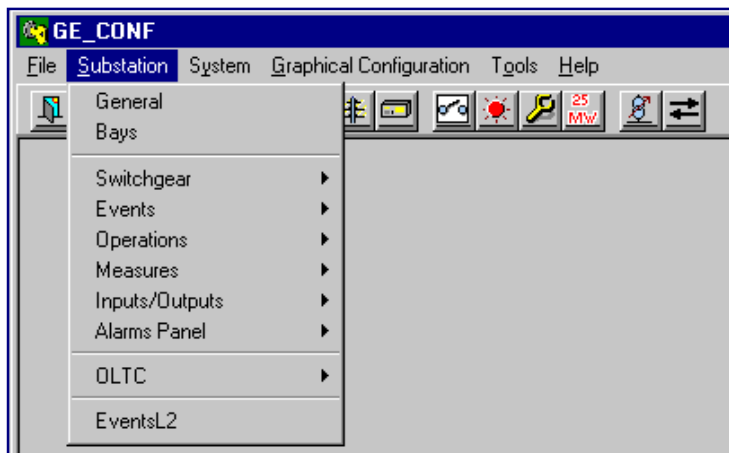 GE_CONF
File Substation System Graphical Configuration Tools Help
25
MW
General
Bays
Switchgear
Events
Operations
Measures
Inputs/Outputs
Alarms Panel
OLTC
EventsL2